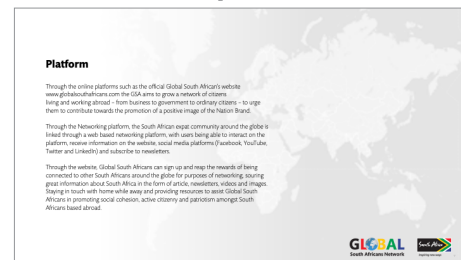 Platform
Through the online platforms such as the official Global South African's website
www.globalsouthafricans.com the GSA aims to grow a network of citizens
living and working abroad – from business to government to ordinary citizens – to urge
them to contribute towards the promotion of a positive image of the Nation Brand.
Through the Networking platform, the South African expat community around the globe is
linked through a web based networking platform, with users being able to interact on the
platform, receive information on the website, social media platforms (Facebook, YouTube,
Twitter and LinkedIn) and subscribe to newsletters.
Through the website, Global South Africans can sign up and reap the rewards of being
connected to other South Africans around the globe for purposes of networking, souring
great information about South Africa in the form of article, newsletters, videos and images.
Staying in touch with home while away and providing resources to assist Global South
Africans in promoting social cohesion, active citizenry and patriotism amongst South
Africans based abroad.
GLOBAL
South Africans Network
South Africa
Inspiring new ways